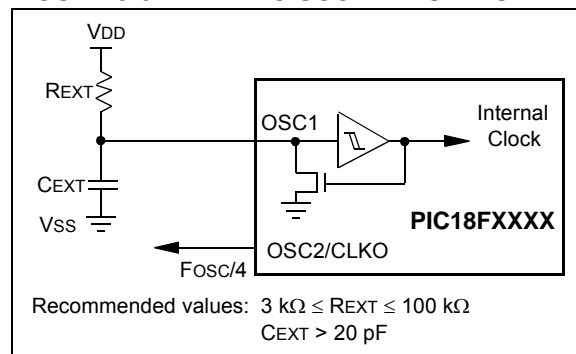 VDD
REXT
OSC1
Internal
Clock
CEXT
VSS
PIC18FXXXX
OSC2/CLKO
FOSC/4
Recommended values: 3 kΩ ≤ REXT ≤ 100 kΩ
CEXT > 20 pF